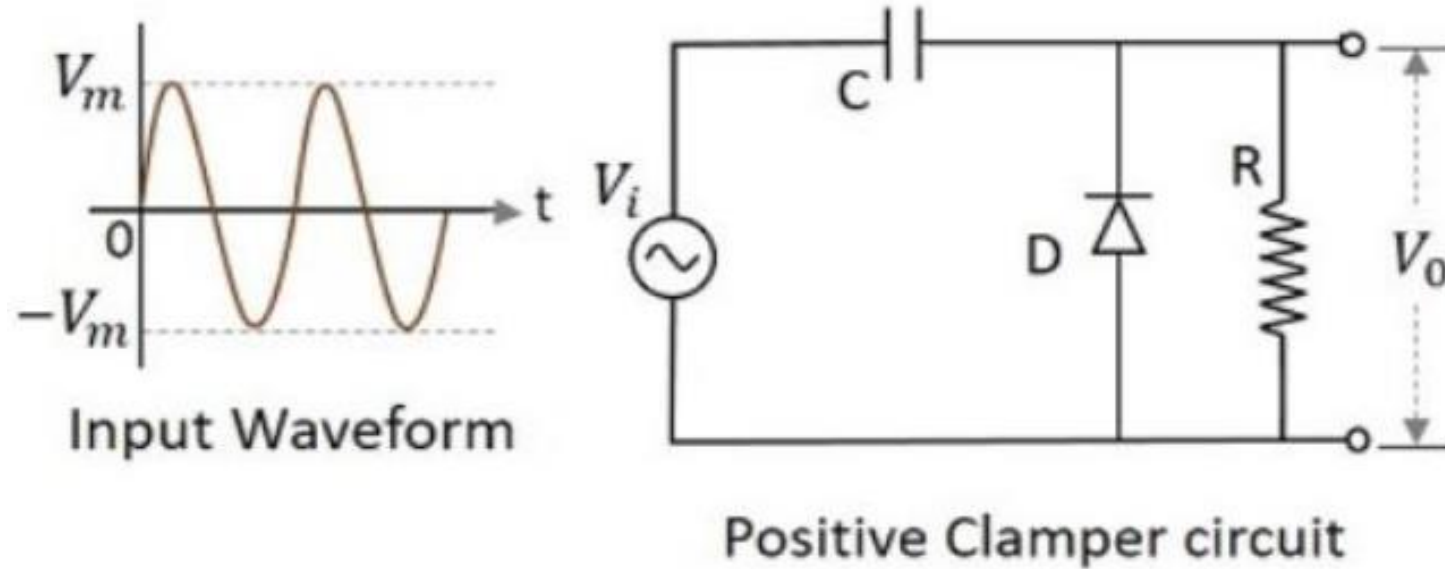 V_m
0
t
-V_m
Input Waveform
C
V_i
D
R
V_0
Positive Clamper circuit